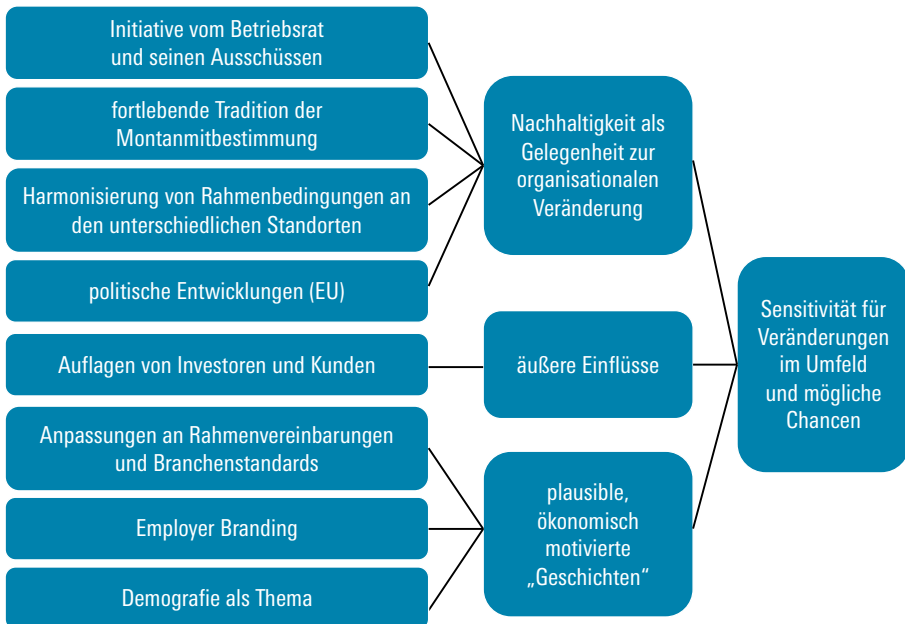 Initiative vom Betriebsrat
und seinen Ausschüssen
fortlebende Tradition der
Montanmitbestimmung
Harmonisierung von Rahmenbedingungen an
den unterschiedlichen Standorten
politische Entwicklungen (EU)
Auflagen von Investoren und Kunden
Anpassungen an Rahmenvereinbarungen
und Branchenstandards
Employer Branding
Demografie als Thema
Nachhaltigkeit als
Gelegenheit zur
organisationalen
Veränderung
äußere Einflüsse
plausible,
ökonomisch
motivierte
„Geschichten“
Sensitivität für
Veränderungen
im Umfeld
und mögliche
Chancen